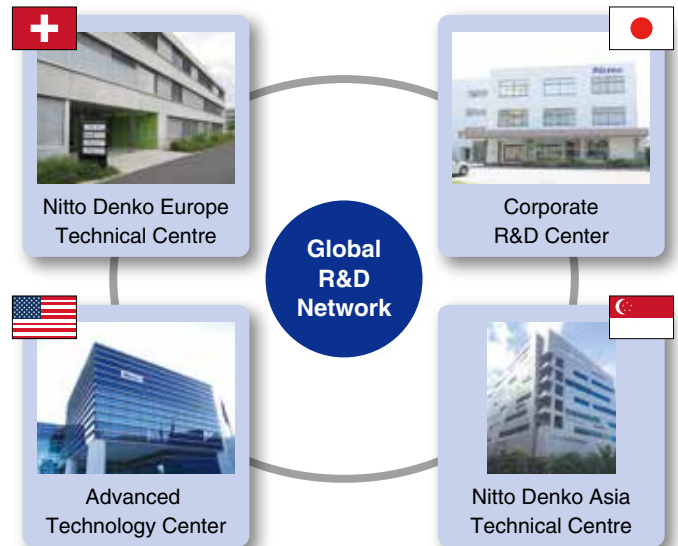 Nitto Denko Europe
Technical Centre
Corporate
R&D Center
Global
R&D
Network
Advanced
Technology Center
Nitto Denko Asia
Technical Centre